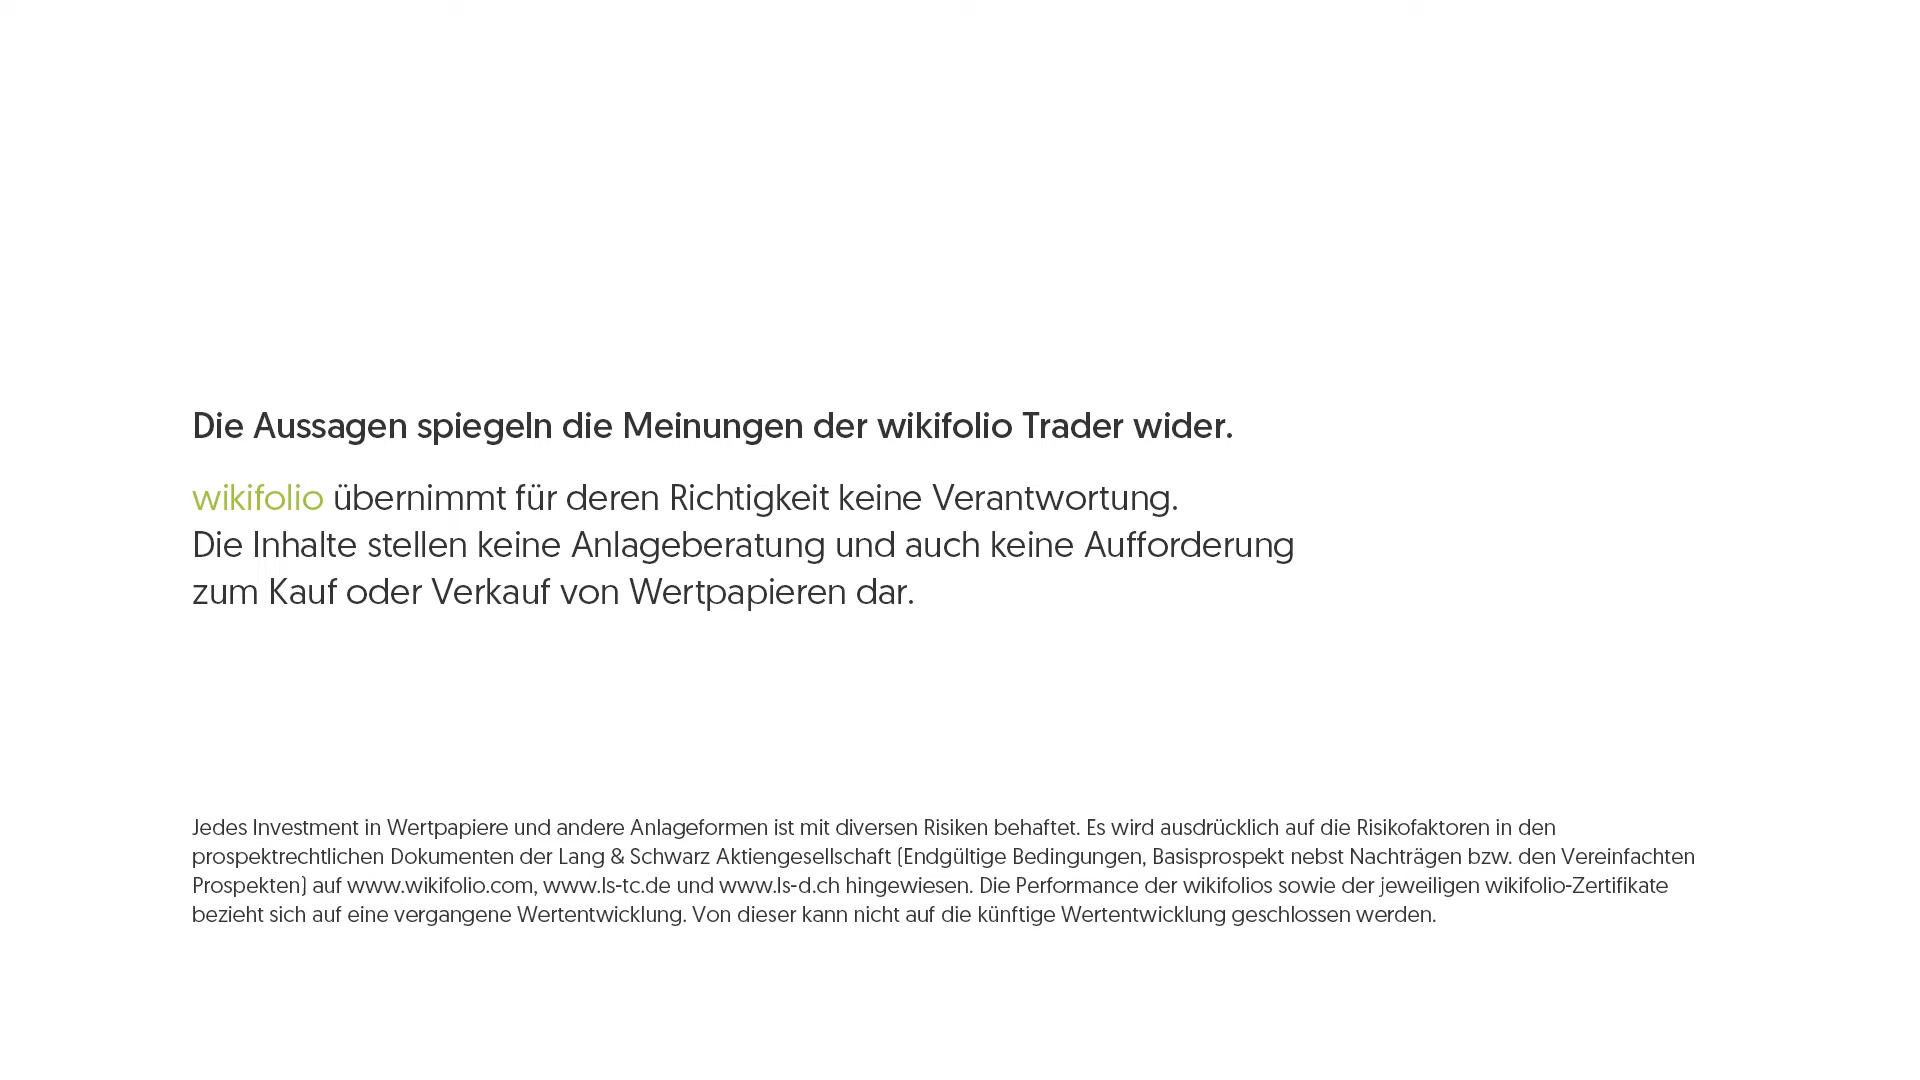 Die Aussagen spiegeln die Meinungen der wikifolio Trader wider.
wikifolio übernimmt für deren Richtigkeit keine Verantwortung.
Die Inhalte stellen keine Anlageberatung und auch keine Aufforderung
zum Kauf oder Verkauf von Wertpapieren dar.
Jedes Investment in Wertpapiere und andere Anlageformen ist mit diversen Risiken behaftet. Es wird ausdrücklich auf die Risikofaktoren in den
prospektrechtlichen Dokumenten der Lang & Schwarz Aktiengesellschaft (Endgültige Bedingungen, Basisprospekt nebst Nachträgen bzw. den Vereinfachten
Prospekten) auf www.wikifolio.com, www.ls-tc.de und www.ls-d.ch hingewiesen. Die Performance der wikifolios sowie der jeweiligen wikifolio-Zertifikate
bezieht sich auf eine vergangene Wertentwicklung. Von dieser kann nicht auf die künftige Wertentwicklung geschlossen werden.